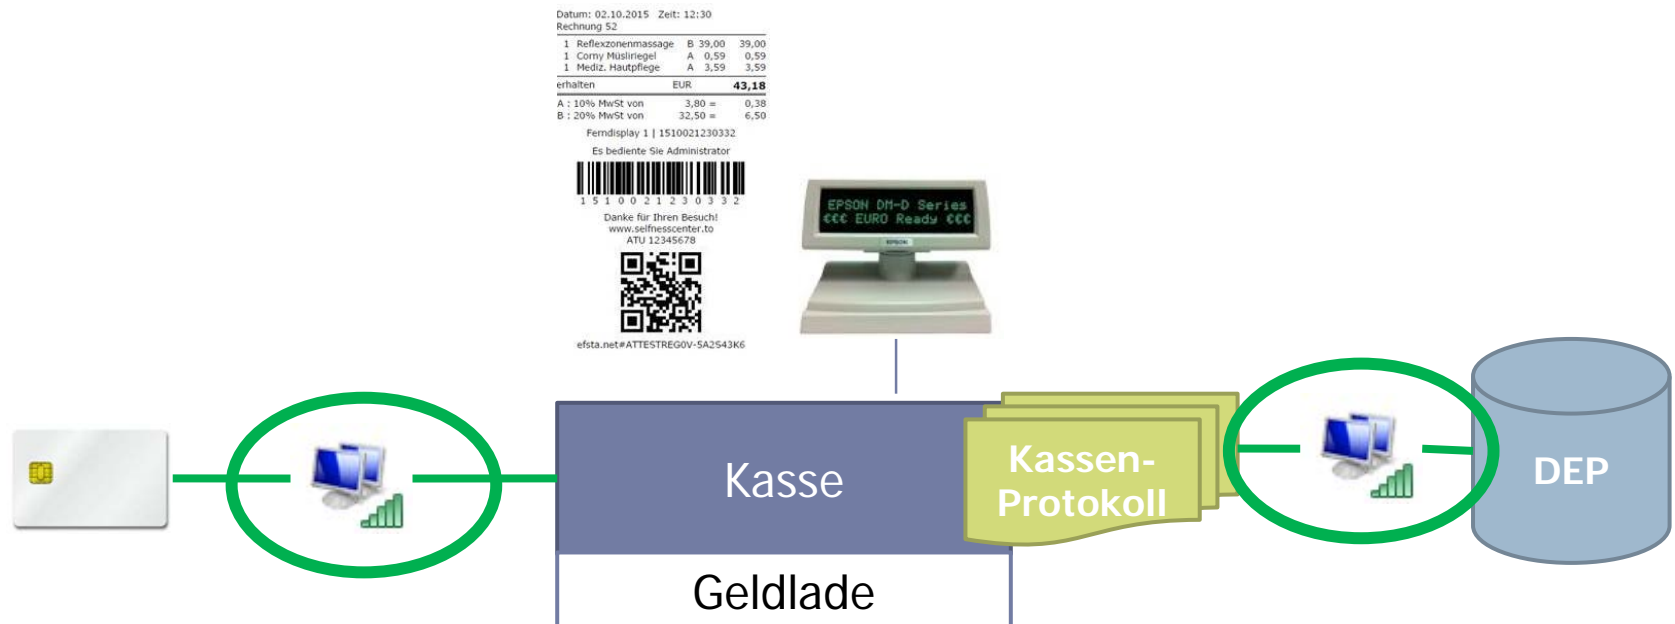 Datum: 02.10.2015 Zeit: 12:30
Rechnung 52
1 Reflexzonenmassage B 39,00 39,00
1 Corny Müsliriegel A 0,59 0,59
1 Mediz. Hautpflege A 3,59 3,59
erhalten EUR 43,18
A : 10% MwSt von 3,80 = 0,38
B : 20% MwSt von 32,50 = 6,50
Ferndisplay 1 | 1510021230332
Es bediente Sie Administrator
1 5 1 0 0 2 1 2 3 0 3 3 2
Danke für Ihren Besuch!
www.selfnesscenter.to
ATU 12345678
efsta.net#ATTESTREG0V-5A2S43K6
EPSON DM-D Series
€€€ EURO Ready €€€
EPSON
Kasse
Geldlade
Kassen-
Protokoll
DEP